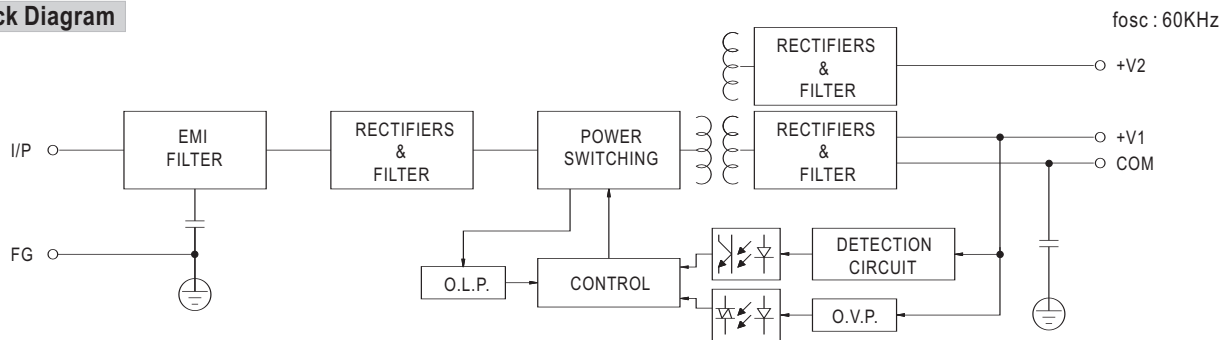 ck Diagram
fosc : 60KHz
RECTIFIERS
&
FILTER
+V2
I/P
EMI
FILTER
RECTIFIERS
&
FILTER
POWER
SWITCHING
RECTIFIERS
&
FILTER
+V1
COM
FG
O.L.P.
CONTROL
DETECTION
CIRCUIT
O.V.P.